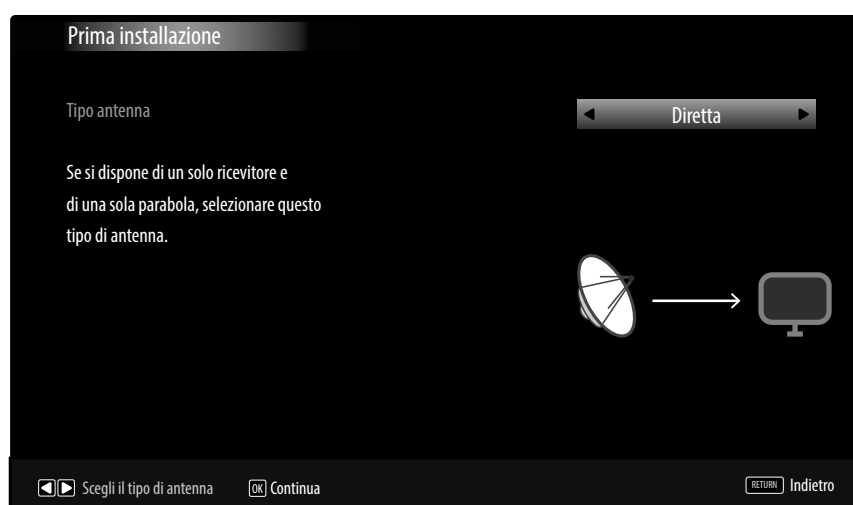 Prima installazione
Tipo antenna
Diretta
Se si dispone di un solo ricevitore e
di una sola parabola, selezionare questo
tipo di antenna.
Scegli il tipo di antenna OK Continua RETURN Indietro